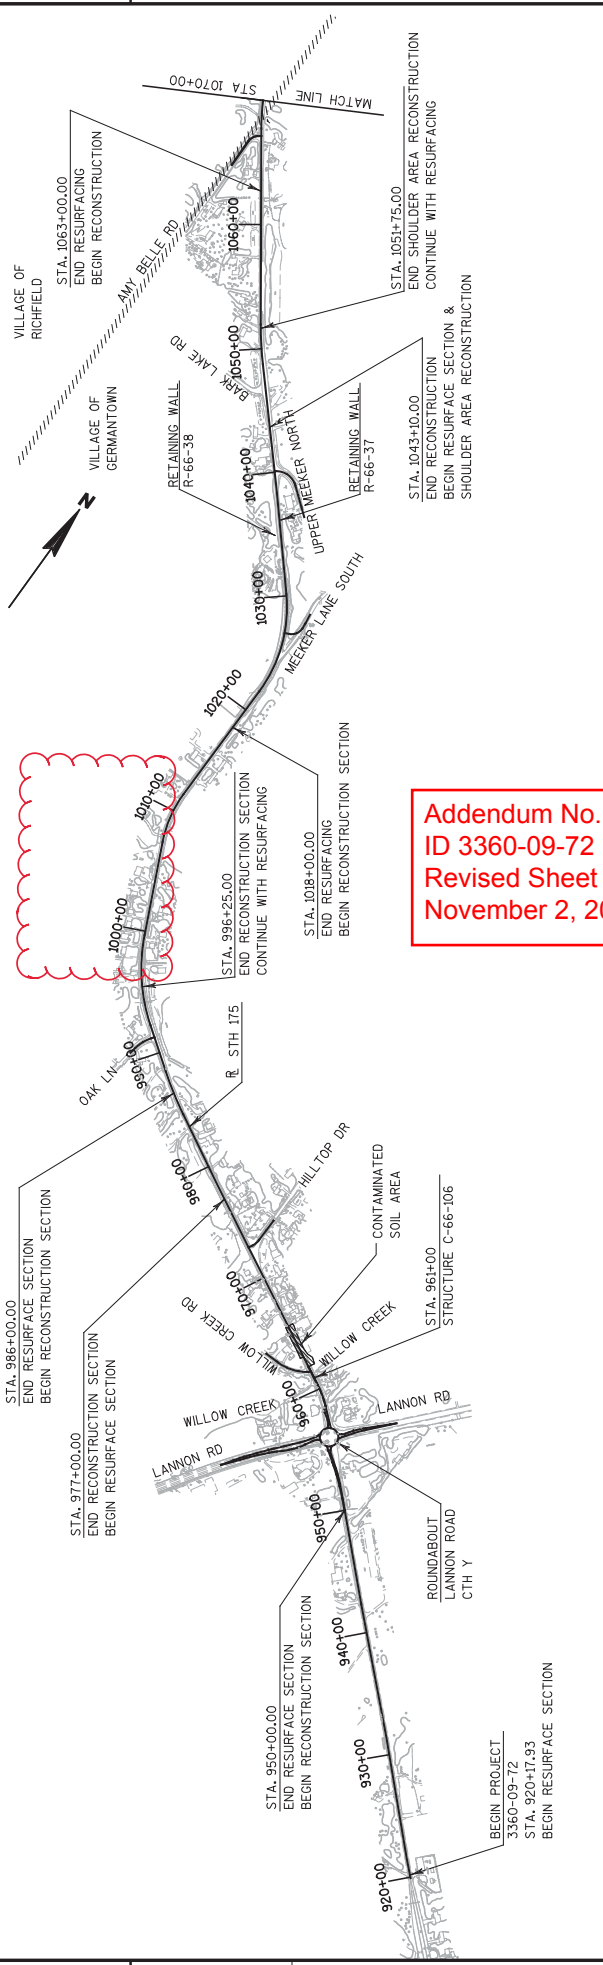 STA 1070+00
MATCH LINE
STA. 1063+00.00
END RESURFACING
BEGIN RECONSTRUCTION
VILLAGE OF
RICHFIELD
AMY BELLE RD
VILLAGE OF
GERMANTOWN
N
1060+00
1050+00
BARK LAKE RD
STA. 1051+75.00
END SHOULDER AREA RECONSTRUCTION
CONTINUE WITH RESURFACING
RETAINING WALL
R-66-38
1040+00
UPPER MEEKER NORTH
RETAINING WALL
R-66-37
STA. 1043+10.00
END RECONSTRUCTION
BEGIN RESURFACE SECTION &
SHOULDER AREA RECONSTRUCTION
1030+00
MEEKER LANE SOUTH
1020+00
1010+00
1000+00
STA. 996+25.00
END RECONSTRUCTION SECTION
CONTINUE WITH RESURFACING
STA. 1018+00.00
END RESURFACING
BEGIN RECONSTRUCTION SECTION
Addendum No.
ID 3360-09-72
Revised Sheet
November 2, 20
OAK LN
990+00
R STH 175
STA. 986+00.00
END RESURFACE SECTION
BEGIN RECONSTRUCTION SECTION
980+00
HILLTOP DR
STA. 977+00.00
END RECONSTRUCTION SECTION
BEGIN RESURFACE SECTION
970+00
WILLOW CREEK RD
CONTAMINATED
SOIL AREA
WILLOW CREEK
STA. 961+00
STRUCTURE C-66-106
960+00
WILLOW CREEK
LANNON RD
LANNON RD
950+00
ROUNDABOUT
LANNON ROAD
CTH Y
STA. 950+00.00
END RESURFACE SECTION
BEGIN RECONSTRUCTION SECTION
940+00
930+00
920+00
BEGIN PROJECT
3360-09-72
STA. 920+17.93
BEGIN RESURFACE SECTION